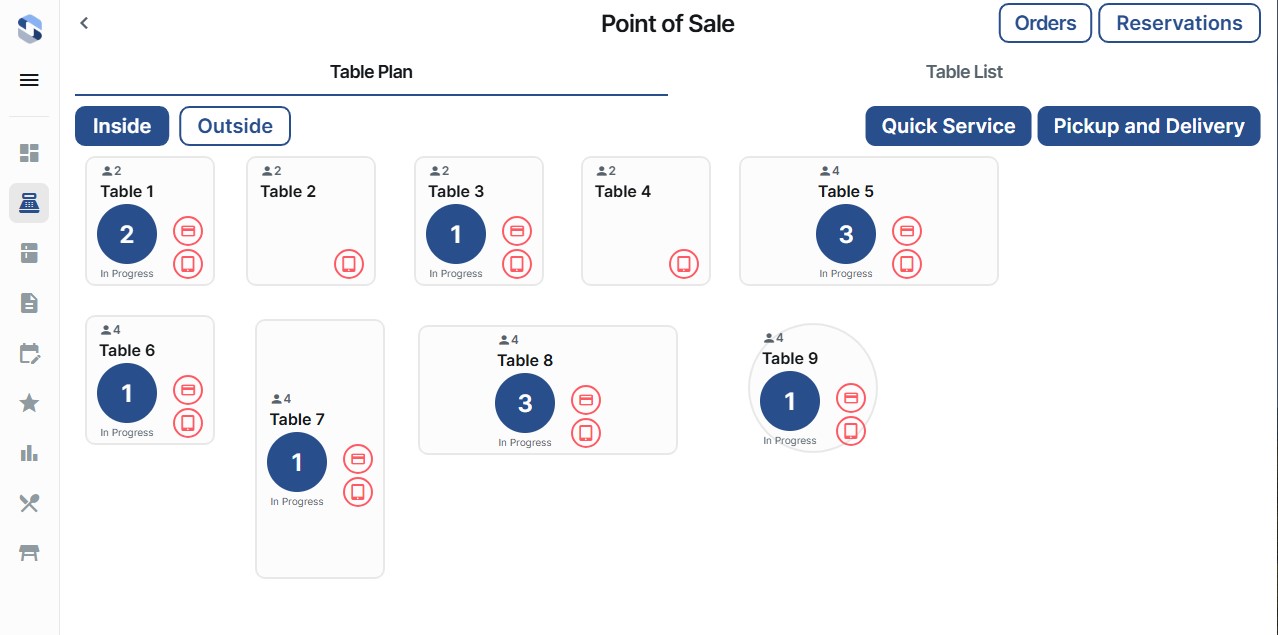 Point of Sale
Orders
Reservations
Table Plan
Table List
Inside
Outside
Quick Service
Pickup and Delivery
2
Table 1
2
In Progress
2
Table 2
2
Table 3
1
In Progress
2
Table 4
4
Table 5
3
In Progress
4
Table 6
1
In Progress
4
Table 7
1
In Progress
4
Table 8
3
In Progress
4
Table 9
1
In Progress